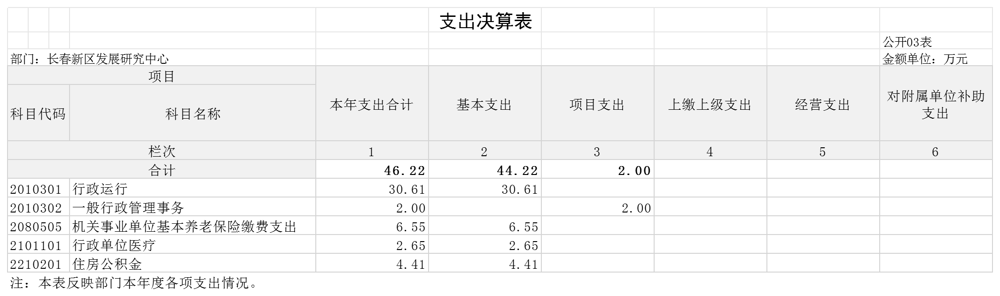 支出决算表
公开03表
部门：长春新区发展研究中心 金额单位：万元
项目 本年支出合计 基本支出 项目支出 上缴上级支出 经营支出 对附属单位补助
支出
科目代码 科目名称
栏次 1 2 3 4 5 6
合计 46.22 44.22 2.00
2010301 行政运行 30.61 30.61
2010302 一般行政管理事务 2.00 2.00
2080505 机关事业单位基本养老保险缴费支出 6.55 6.55
2101101 行政单位医疗 2.65 2.65
2210201 住房公积金 4.41 4.41
注：本表反映部门本年度各项支出情况。